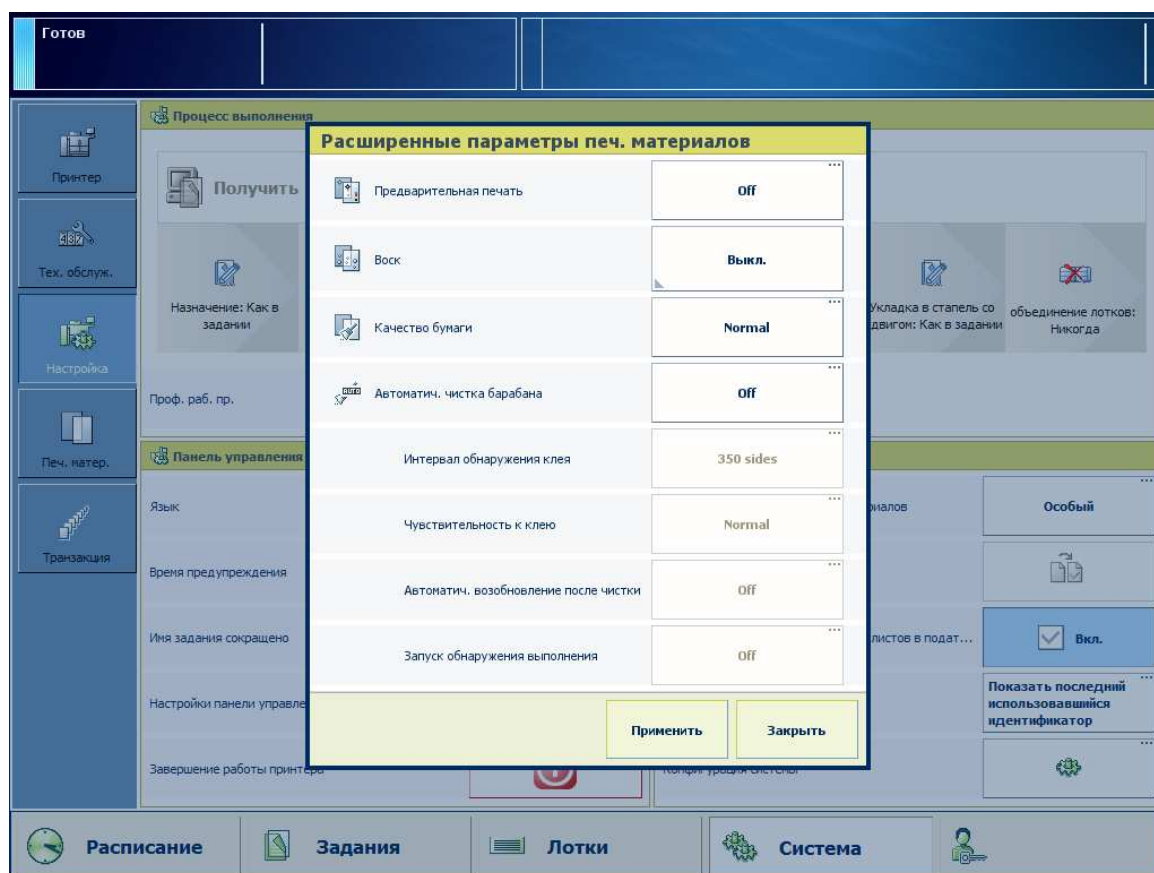 Готов
Процесс выполнения
Принтер
Получить
Тех. обслуж.
Назначение: Как в
задании
Настройка
Проф. раб. пр.
Печ. матер.
Панель управления
Язык
Транзакция
Время предупреждения
Имя задания сокращено
Настройки панели управле
Завершение работы принтера
Расширенные параметры печ. материалов
Предварительная печать
Off
Воск
Выкл.
Качество бумаги
Normal
Автоматич. чистка барабана
Off
Интервал обнаружения клея
350 sides
Чувствительность к клею
Normal
Автоматич. возобновление после чистки
Off
Запуск обнаружения выполнения
Off
Применить
Закрыть
Укладка в стапель со
двигом: Как в задании
объединение лотков:
Никогда
риалов
Особый
листов в подат...
Вкл.
Показать последний
использовавшийся
идентификатор
Конфигурация системы
Расписание
Задания
Лотки
Система